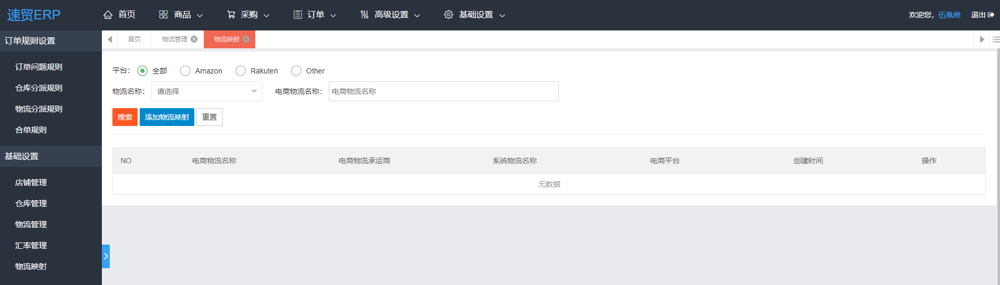 速贸ERP 首页 商品 采购 订单 高级设置 基础设置 欢迎您，伍胤俊 退出
订单规则设置
订单问题规则
仓库分派规则
物流分派规则
合单规则
基础设置
店铺管理
仓库管理
物流管理
汇率管理
物流映射
首页 物流管理 物流映射
平台： 全部 Amazon Rakuten Other
物流名称： 请选择 电商物流名称： 电商物流名称
搜索 添加物流映射 重置
NO 电商物流名称 电商物流承运商 系统物流名称 电商平台 创建时间 操作
无数据